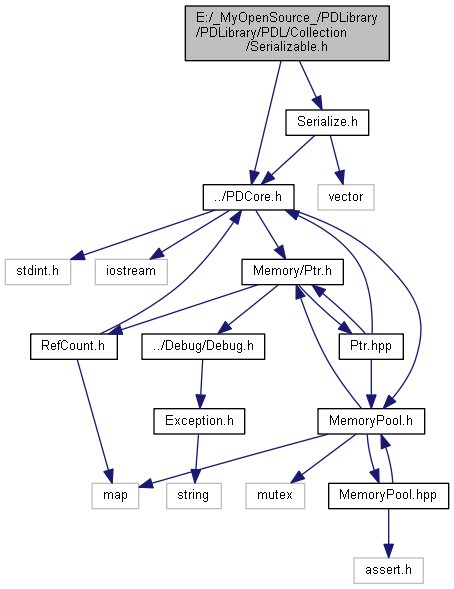 E:/_MyOpenSource_/PDLibrary
/PDLibrary/PDL/Collection
/Serializable.h
Serialize.h
../PDCore.h
vector
stdint.h
iostream
Memory/Ptr.h
RefCount.h
../Debug/Debug.h
Ptr.hpp
Exception.h
MemoryPool.h
map
string
mutex
MemoryPool.hpp
assert.h